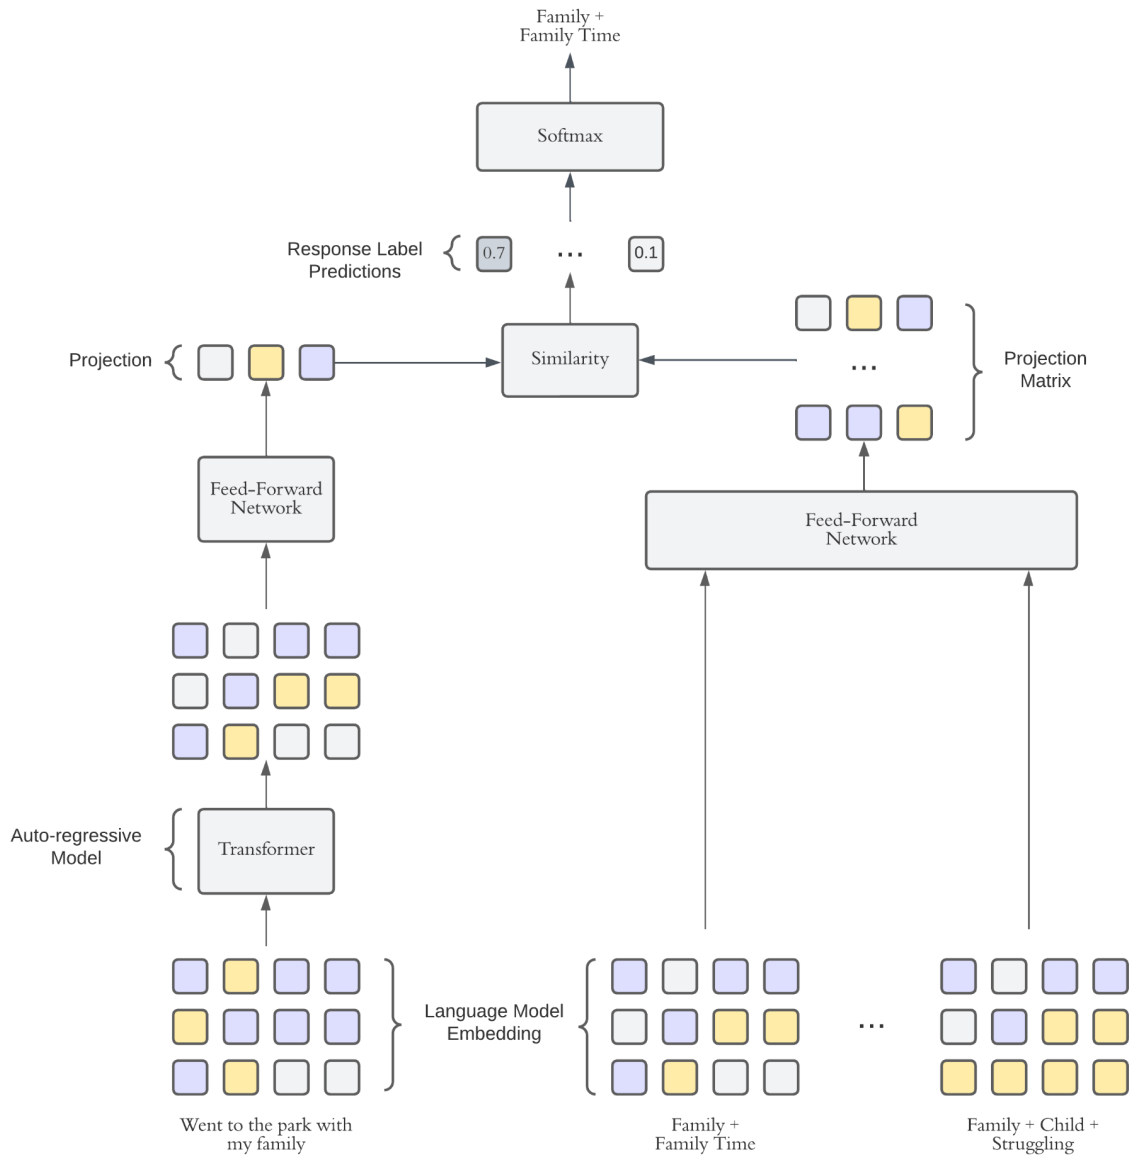 Family +
Family Time
Softmax
Response Label
Predictions
0.7
...
0.1
Projection
Similarity
...
Projection
Matrix
Feed-Forward
Network
Feed-Forward
Network
Auto-regressive
Model
Transformer
Language Model
Embedding
...
Went to the park with
my family
Family +
Family Time
Family + Child +
Struggling